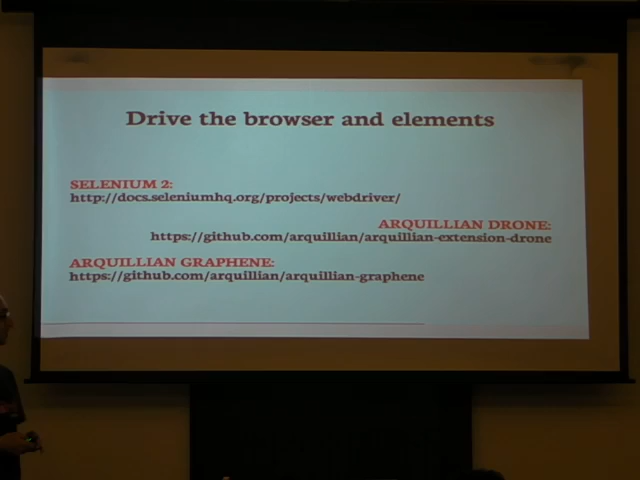 Drive the browser and elements
SELENIUM 2:
http://docs.seleniumhq.org/projects/webdriver/
ARQUILLIAN DRONE:
https://github.com/arquillian/arquillian-extension-drone
ARQUILLIAN GRAPHENE:
https://github.com/arquillian/arquillian-graphene